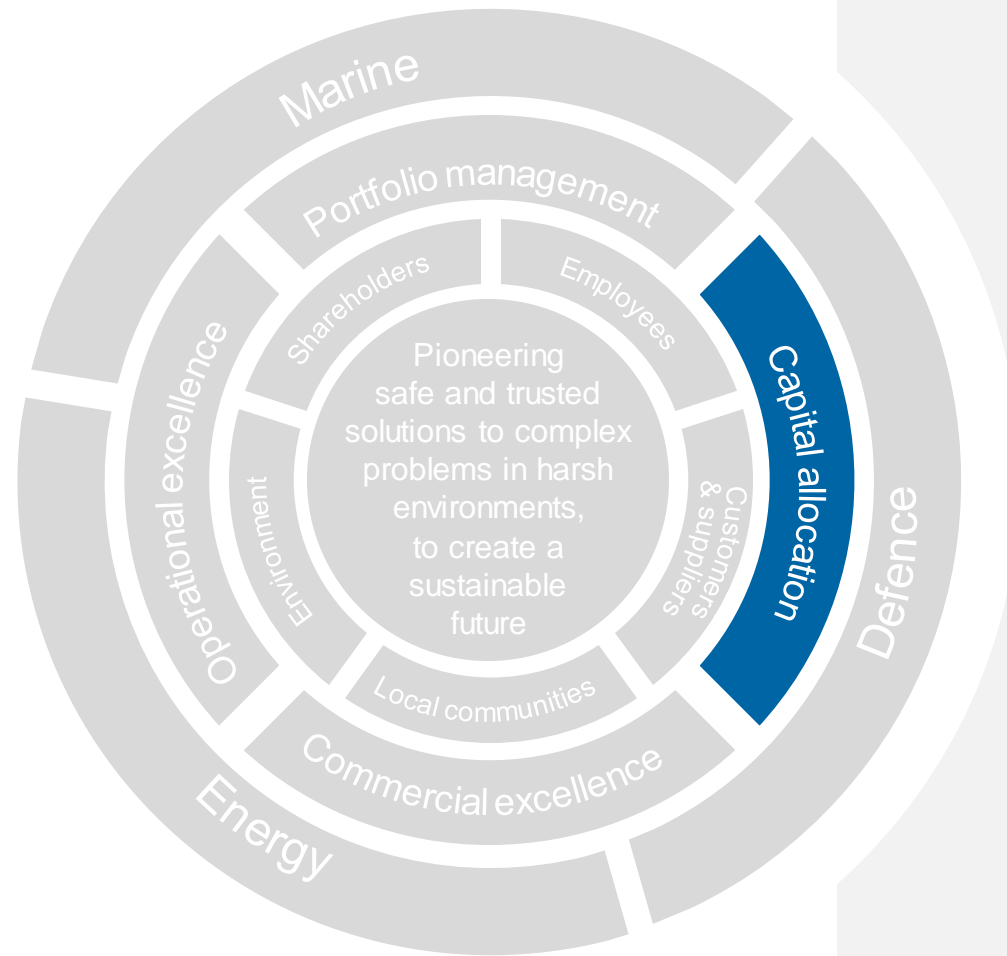 Marine
Portfolio management
Shareholders
Employees
Operational excellence
Pioneering
safe and trusted
solutions to complex
problems in harsh
environments,
to create a
sustainable
future
Capital allocation
Environment
Customers
& suppliers
Defence
Local communities
Commercial excellence
Energy